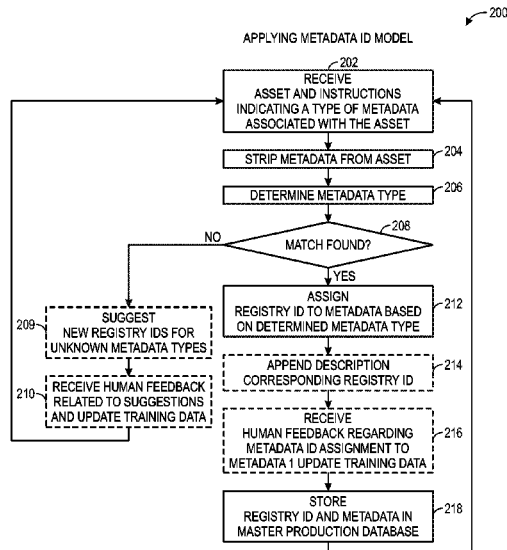 200
APPLYING METADATA ID MODEL
202
RECEIVE
ASSET AND INSTRUCTIONS
INDICATING A TYPE OF METADATA
ASSOCIATED WITH THE ASSET
STRIP METADATA FROM ASSET
204
DETERMINE METADATA TYPE
206
208
MATCH FOUND?
NO
YES
ASSIGN
REGISTRY ID TO METADATA BASED
ON DETERMINED METADATA TYPE
212
209
SUGGEST
NEW REGISTRY IDS FOR
UNKNOWN METADATA TYPES
APPEND DESCRIPTION
CORRESPONDING REGISTRY ID
214
210
RECEIVE HUMAN FEEDBACK
RELATED TO SUGGESTIONS
AND UPDATE TRAINING DATA
RECEIVE
HUMAN FEEDBACK REGARDING
METADATA ID ASSIGNMENT TO
METADATA 1 UPDATE TRAINING DATA
216
STORE
REGISTRY ID AND METADATA IN
MASTER PRODUCTION DATABASE
218